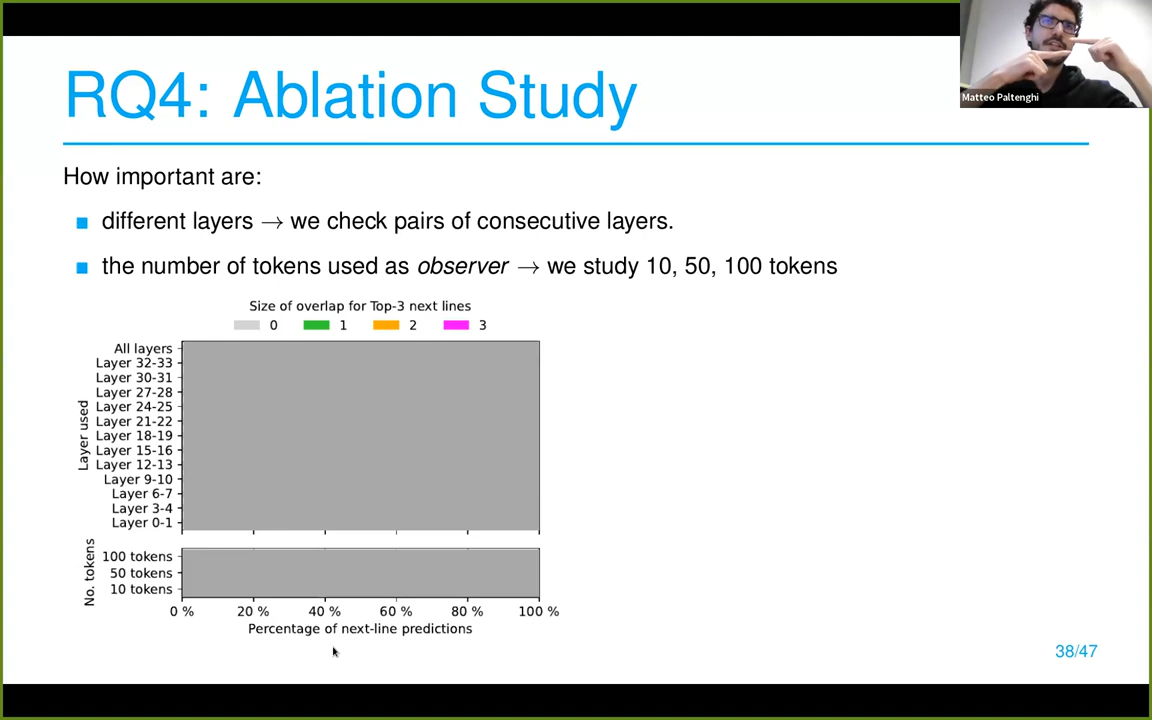 RQ4: Ablation Study
Matteo Paltenghi
How important are:
different layers → we check pairs of consecutive layers.
the number of tokens used as observer → we study 10, 50, 100 tokens
Size of overlap for Top-3 next lines
0 1 2 3
Layer used
All layers
Layer 32-33
Layer 30-31
Layer 27-28
Layer 24-25
Layer 21-22
Layer 18-19
Layer 15-16
Layer 12-13
Layer 9-10
Layer 6-7
Layer 3-4
Layer 0-1
No. tokens
100 tokens
50 tokens
10 tokens
0 % 20 % 40 % 60 % 80 % 100 %
Percentage of next-line predictions
38/47